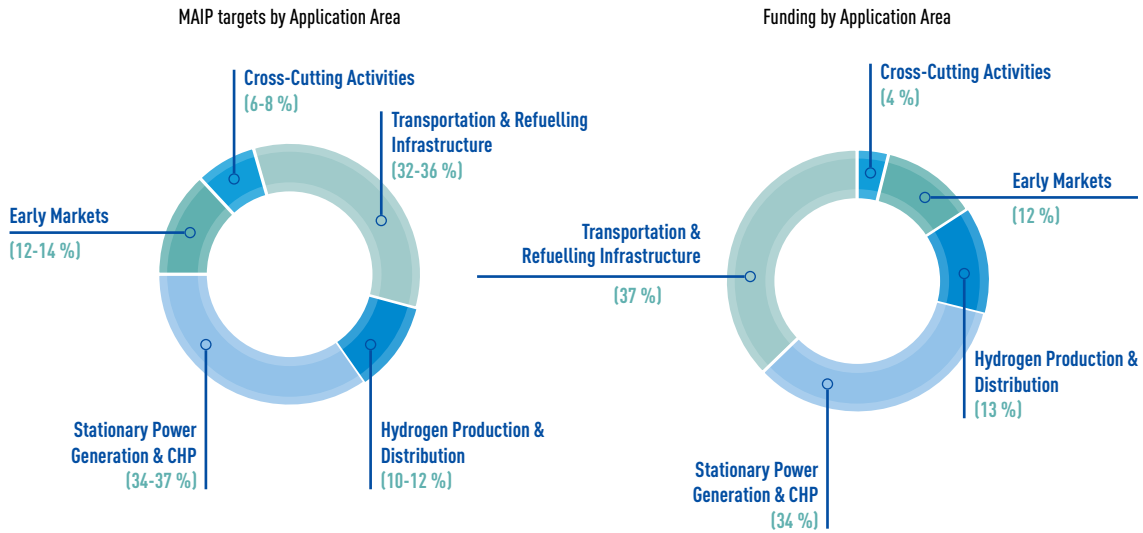 MAIP targets by Application Area
Cross-Cutting Activities
(6-8 %)
Transportation & Refuelling
Infrastructure
(32-36 %)
Early Markets
(12-14 %)
Stationary Power
Generation & CHP
(34-37 %)
Hydrogen Production &
Distribution
(10-12 %)
Funding by Application Area
Cross-Cutting Activities
(4 %)
Early Markets
(12 %)
Transportation &
Refuelling Infrastructure
(37 %)
Hydrogen Production &
Distribution
(13 %)
Stationary Power
Generation & CHP
(34 %)